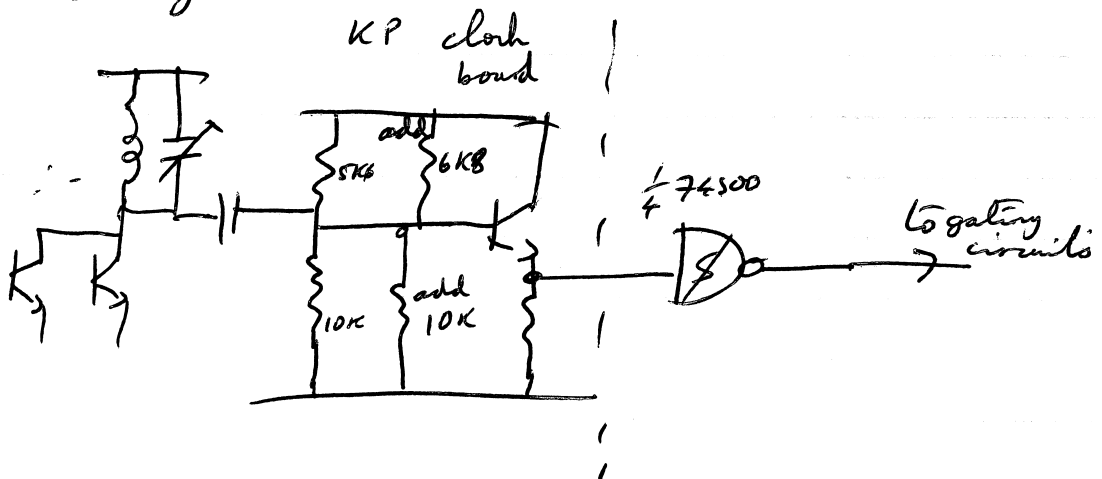 KP clock
board
add
5K6
6K8
1/4 74S00
to gating
circuits
add
10K
10K
S